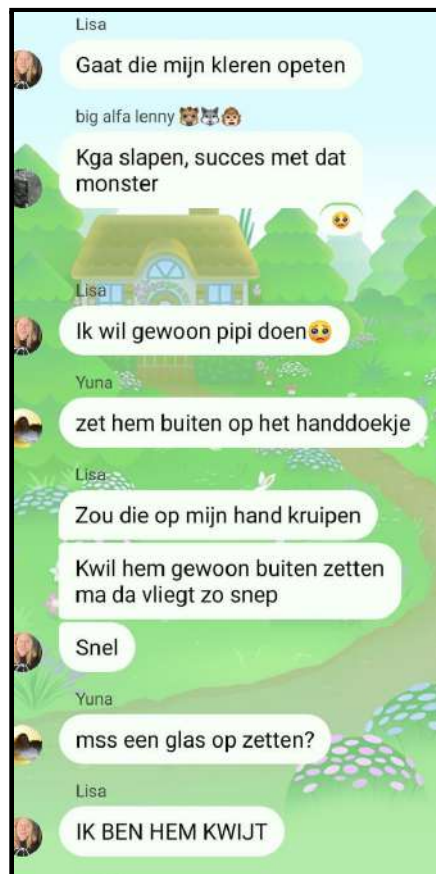 Lisa
Gaat die mijn kleren opeten
big alfa lenny 🐯🐺🐵
Kga slapen, succes met dat
monster
🥺
Lisa
Ik wil gewoon pipi doen🥺
Yuna
zet hem buiten op het handdoekje
Lisa
Zou die op mijn hand kruipen
Kwil hem gewoon buiten zetten
ma da vliegt zo snep
Snel
Yuna
mss een glas op zetten?
Lisa
IK BEN HEM KWIJT